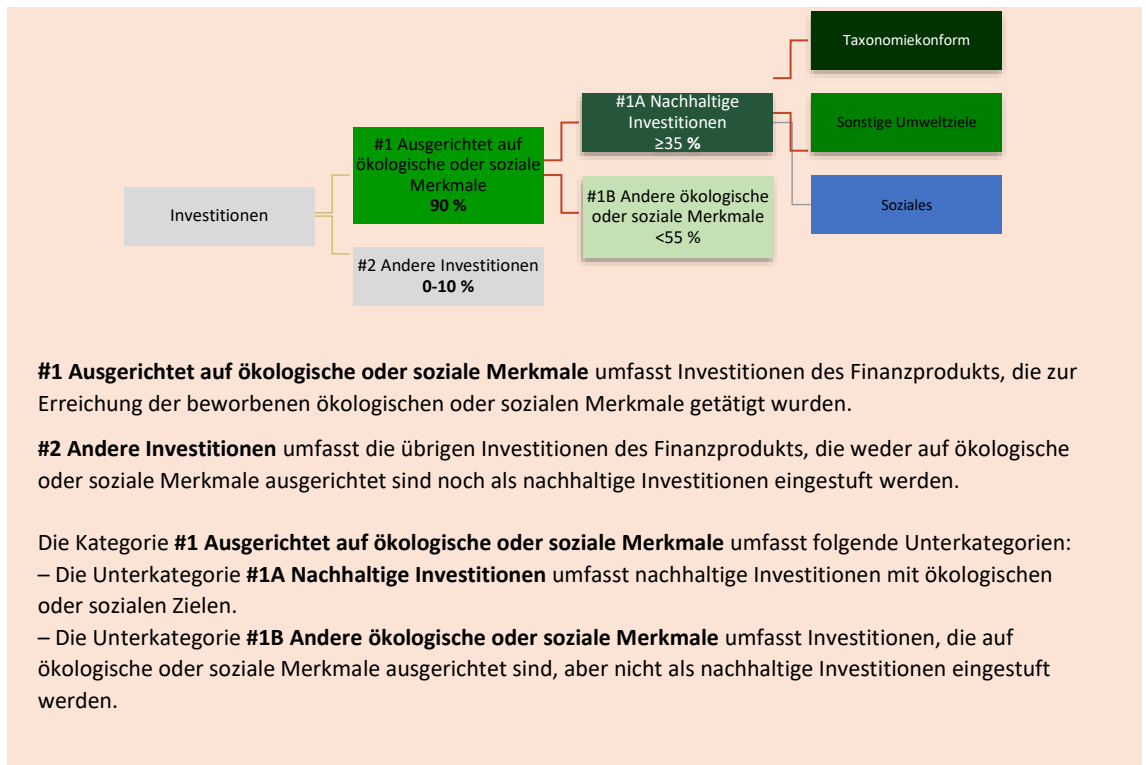 Taxonomiekonform
#1A Nachhaltige
Investitionen
≥35 %
Sonstige Umweltziele
#1 Ausgerichtet auf
ökologische oder soziale
Merkmale
90 %
#1B Andere ökologische
oder soziale Merkmale
<55 %
Soziales
Investitionen
#2 Andere Investitionen
0-10 %
#1 Ausgerichtet auf ökologische oder soziale Merkmale umfasst Investitionen des Finanzprodukts, die zur
Erreichung der beworbenen ökologischen oder sozialen Merkmale getätigt wurden.
#2 Andere Investitionen umfasst die übrigen Investitionen des Finanzprodukts, die weder auf ökologische
oder soziale Merkmale ausgerichtet sind noch als nachhaltige Investitionen eingestuft werden.
Die Kategorie #1 Ausgerichtet auf ökologische oder soziale Merkmale umfasst folgende Unterkategorien:
– Die Unterkategorie #1A Nachhaltige Investitionen umfasst nachhaltige Investitionen mit ökologischen
oder sozialen Zielen.
– Die Unterkategorie #1B Andere ökologische oder soziale Merkmale umfasst Investitionen, die auf
ökologische oder soziale Merkmale ausgerichtet sind, aber nicht als nachhaltige Investitionen eingestuft
werden.